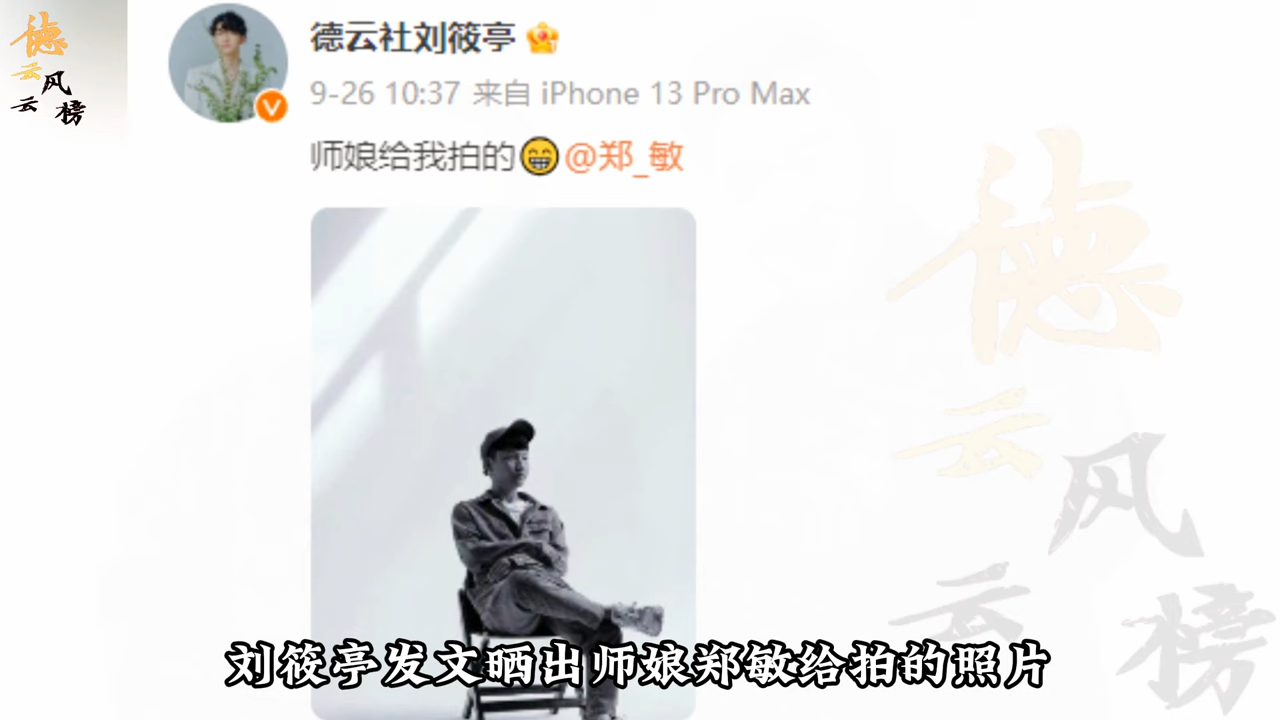 德云风云榜
德云社刘筱亭
9-26 10:37 来自 iPhone 13 Pro Max
师娘给我拍的😁@郑_敏
德云风云榜
刘筱亭发文晒出师娘郑敏给拍的照片